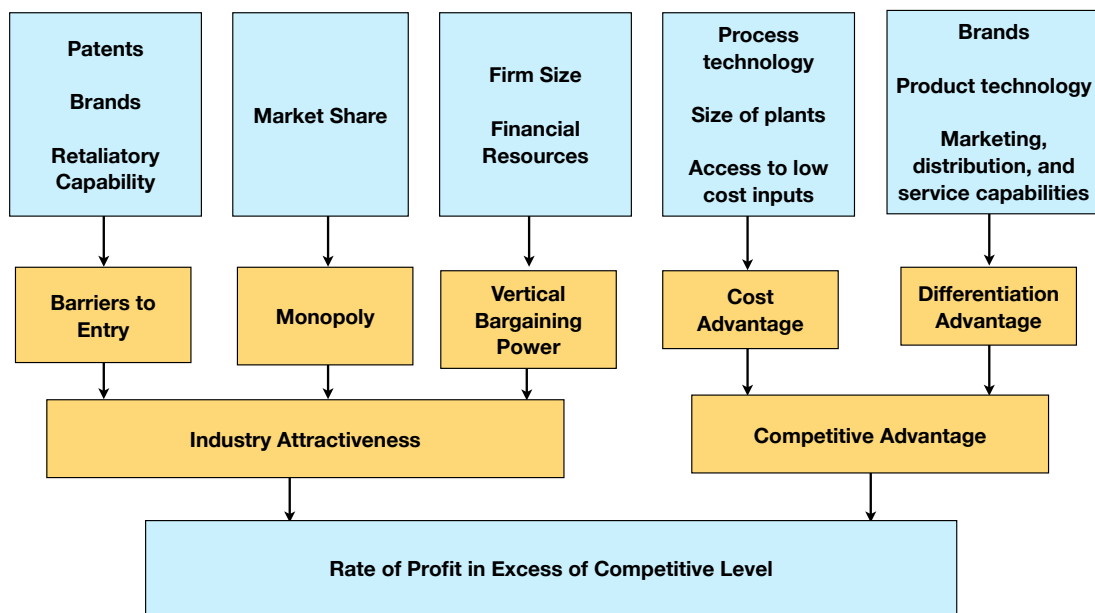 Patents
Brands
Retaliatory
Capability
Market Share
Firm Size
Financial
Resources
Process
technology
Size of plants
Access to low
cost inputs
Brands
Product technology
Marketing,
distribution, and
service capabilities
Barriers to
Entry
Monopoly
Vertical
Bargaining
Power
Cost
Advantage
Differentiation
Advantage
Industry Attractiveness
Competitive Advantage
Rate of Profit in Excess of Competitive Level